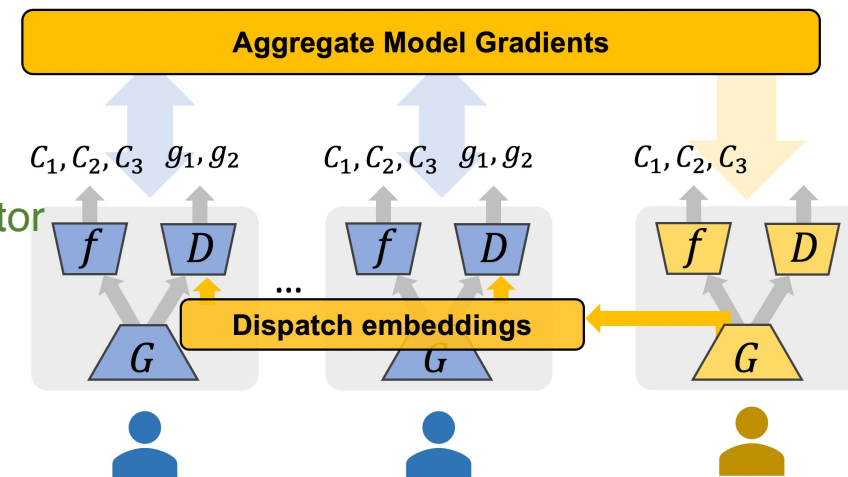 Aggregate Model Gradients
C₁, C₂, C₃ g₁, g₂
C₁, C₂, C₃ g₁, g₂
C₁, C₂, C₃
tor
f D
f D
f D
...
Dispatch embeddings
G
G
G